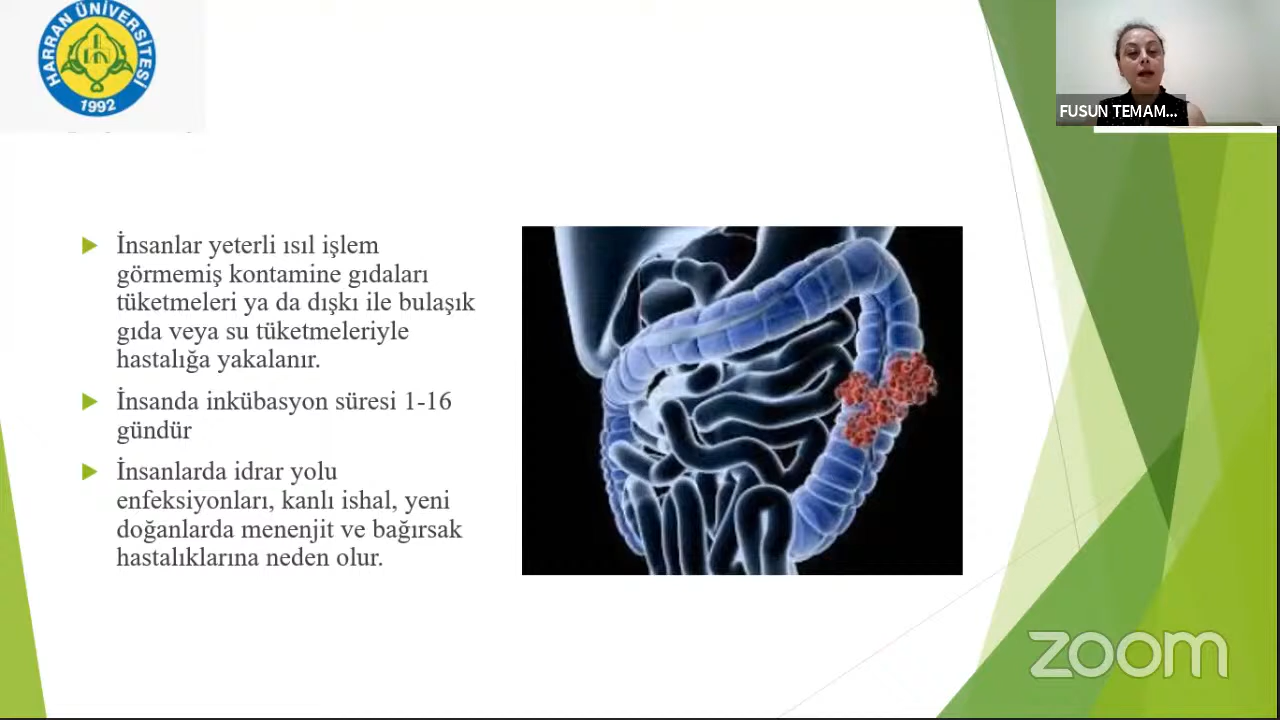 HARRAN ÜNİVERSİTESİ
1992
FUSUN TEMAM...
İnsanlar yeterli ısıl işlem
görmemiş kontamine gıdaları
tüketmeleri ya da dışkı ile bulaşık
gıda veya su tüketmeleriyle
hastalığa yakalanır.
İnsanda inkübasyon süresi 1-16
gündür
İnsanlarda idrar yolu
enfeksiyonları, kanlı ishal, yeni
doğanlarda menenjit ve bağırsak
hastalıklarına neden olur.
zoom